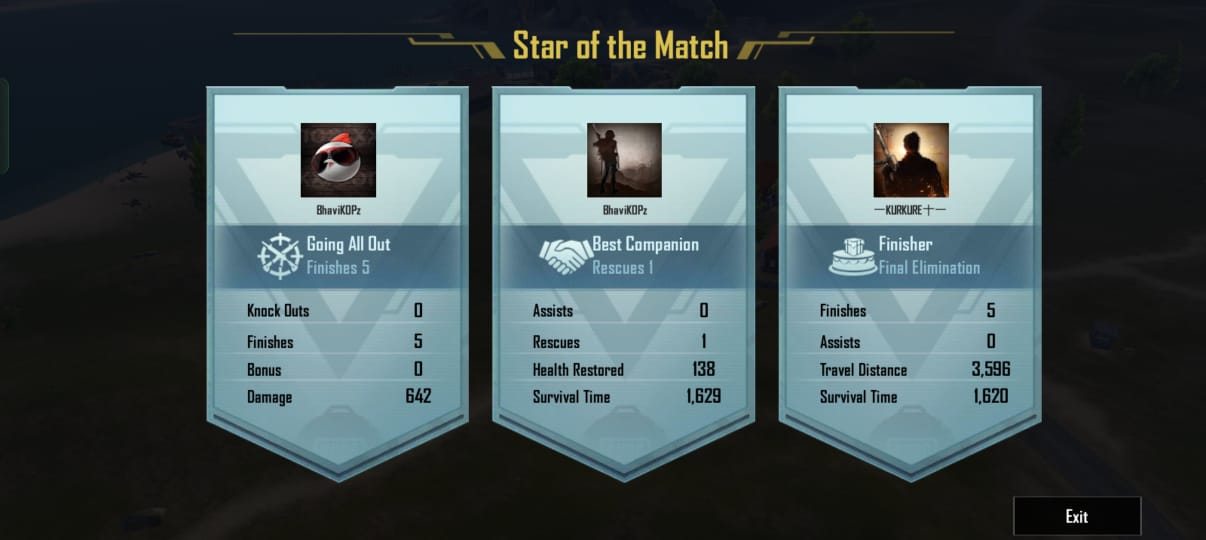 Star of the Match
BhaviKOPz
Going All Out
Finishes 5
Knock Outs 0
Finishes 5
Bonus 0
Damage 642
BhaviKOPz
Best Companion
Rescues 1
Assists 0
Rescues 1
Health Restored 138
Survival Time 1,629
一KURKURE十一
Finisher
Final Elimination
Finishes 5
Assists 0
Travel Distance 3,596
Survival Time 1,620
Exit